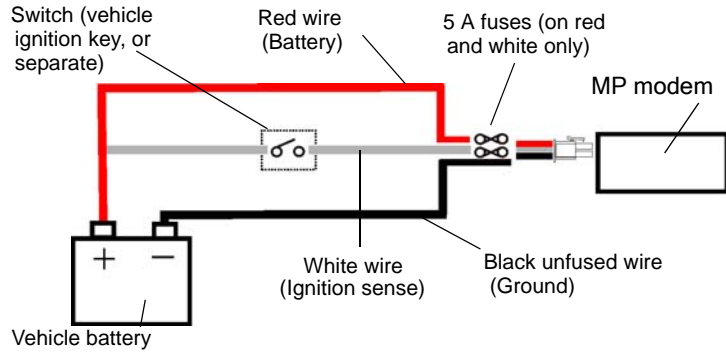 Switch (vehicle
ignition key, or
separate)
Red wire
(Battery)
5 A fuses (on red
and white only)
MP modem
+
−
White wire
(Ignition sense)
Black unfused wire
(Ground)
Vehicle battery